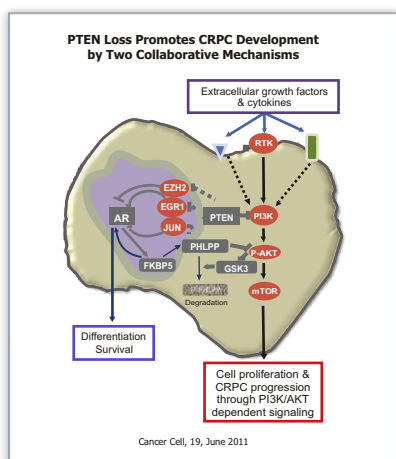 PTEN Loss Promotes CRPC Development
by Two Collaborative Mechanisms
Extracellular growth factors
& cytokines
RTK
EZH2
EGR1
AR
PTEN
PI3K
JUN
PHLPP
P-AKT
FKBP5
GSK3
mTOR
Degradation
Differentiation
Survival
Cell proliferation &
CRPC progression
through PI3K/AKT
dependent signaling
Cancer Cell, 19, June 2011